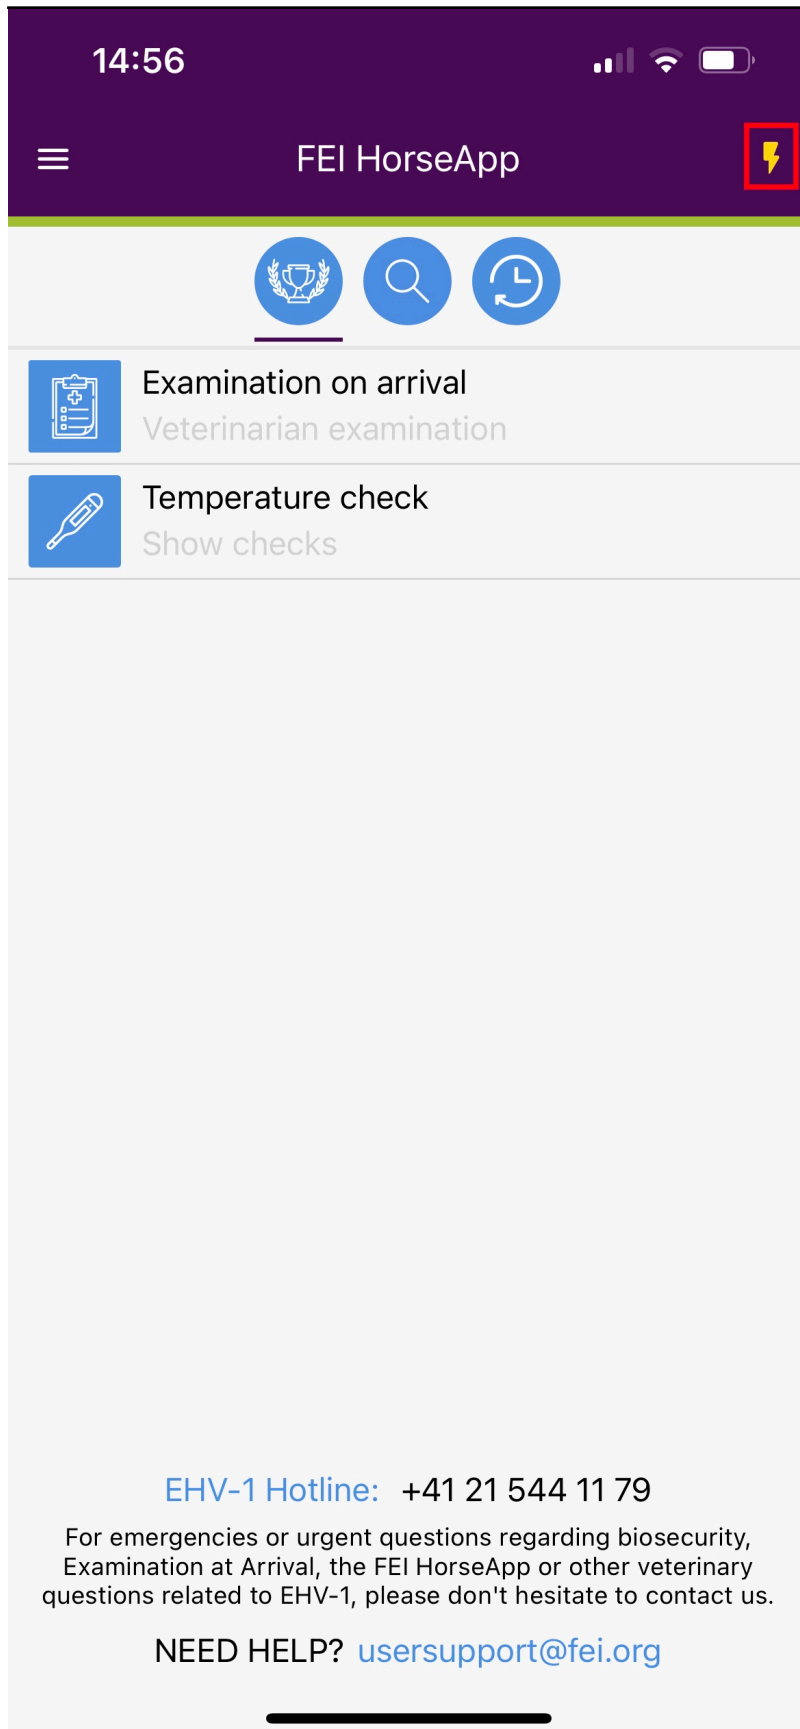 14:56
FEI HorseApp
Examination on arrival
Veterinarian examination
Temperature check
Show checks
EHV-1 Hotline: +41 21 544 11 79
For emergencies or urgent questions regarding biosecurity,
Examination at Arrival, the FEI HorseApp or other veterinary
questions related to EHV-1, please don't hesitate to contact us.
NEED HELP? usersupport@fei.org